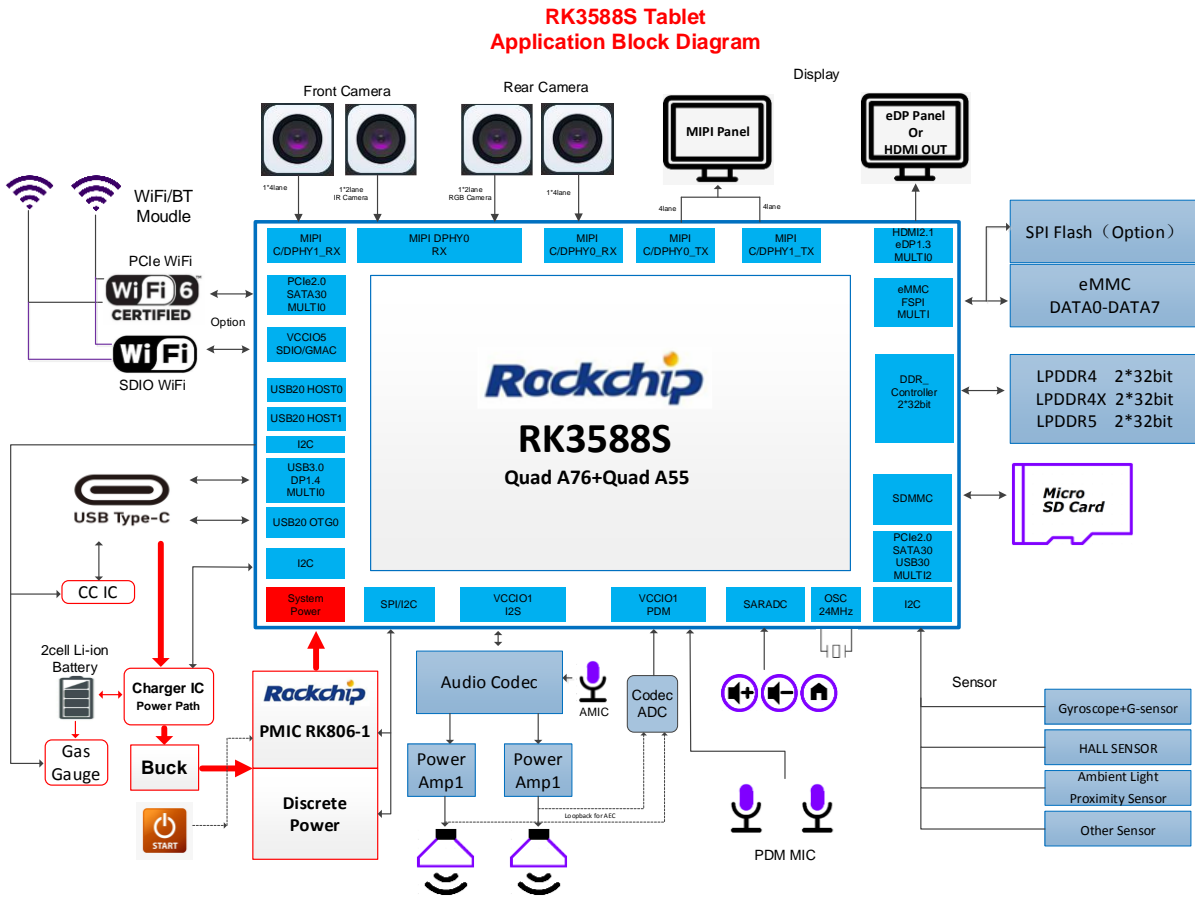 RK3588S Tablet
Application Block Diagram
Front Camera
Rear Camera
Display
MIPI Panel
eDP Panel
Or
HDMI OUT
1*4lane
1*2lane
IR Camera
1*2lane
RGB Camera
1*4lane
4lane
4lane
WiFi/BT
Moudle
PCIe WiFi
Wi Fi 6
CERTIFIED
Option
Wi Fi
SDIO WiFi
MIPI
C/DPHY1_RX
MIPI DPHY0
RX
MIPI
C/DPHY0_RX
MIPI
C/DPHY0_TX
MIPI
C/DPHY1_TX
HDMI2.1
eDP1.3
MULTI0
PCIe2.0
SATA30
MULTI0
VCCIO5
SDIO/GMAC
USB20 HOST0
USB20 HOST1
I2C
USB3.0
DP1.4
MULTI0
USB20 OTG0
I2C
System
Power
SPI/I2C
VCCIO1
I2S
VCCIO1
PDM
SARADC
OSC
24MHz
I2C
eMMC
FSPI
MULTI
DDR_
Controller
2*32bit
SDMMC
PCIe2.0
SATA30
USB30
MULTI2
Rockchip
RK3588S
Quad A76+Quad A55
SPI Flash（Option）
eMMC
DATA0-DATA7
LPDDR4 2*32bit
LPDDR4X 2*32bit
LPDDR5 2*32bit
Micro
SD Card
USB Type-C
CC IC
2cell Li-ion
Battery
Charger IC
Power Path
Gas
Gauge
Buck
START
Rockchip
PMIC RK806-1
Discrete
Power
Audio Codec
AMIC
Codec
ADC
Power
Amp1
Power
Amp1
Loopback for AEC
PDM MIC
Sensor
Gyroscope+G-sensor
HALL SENSOR
Ambient Light
Proximity Sensor
Other Sensor